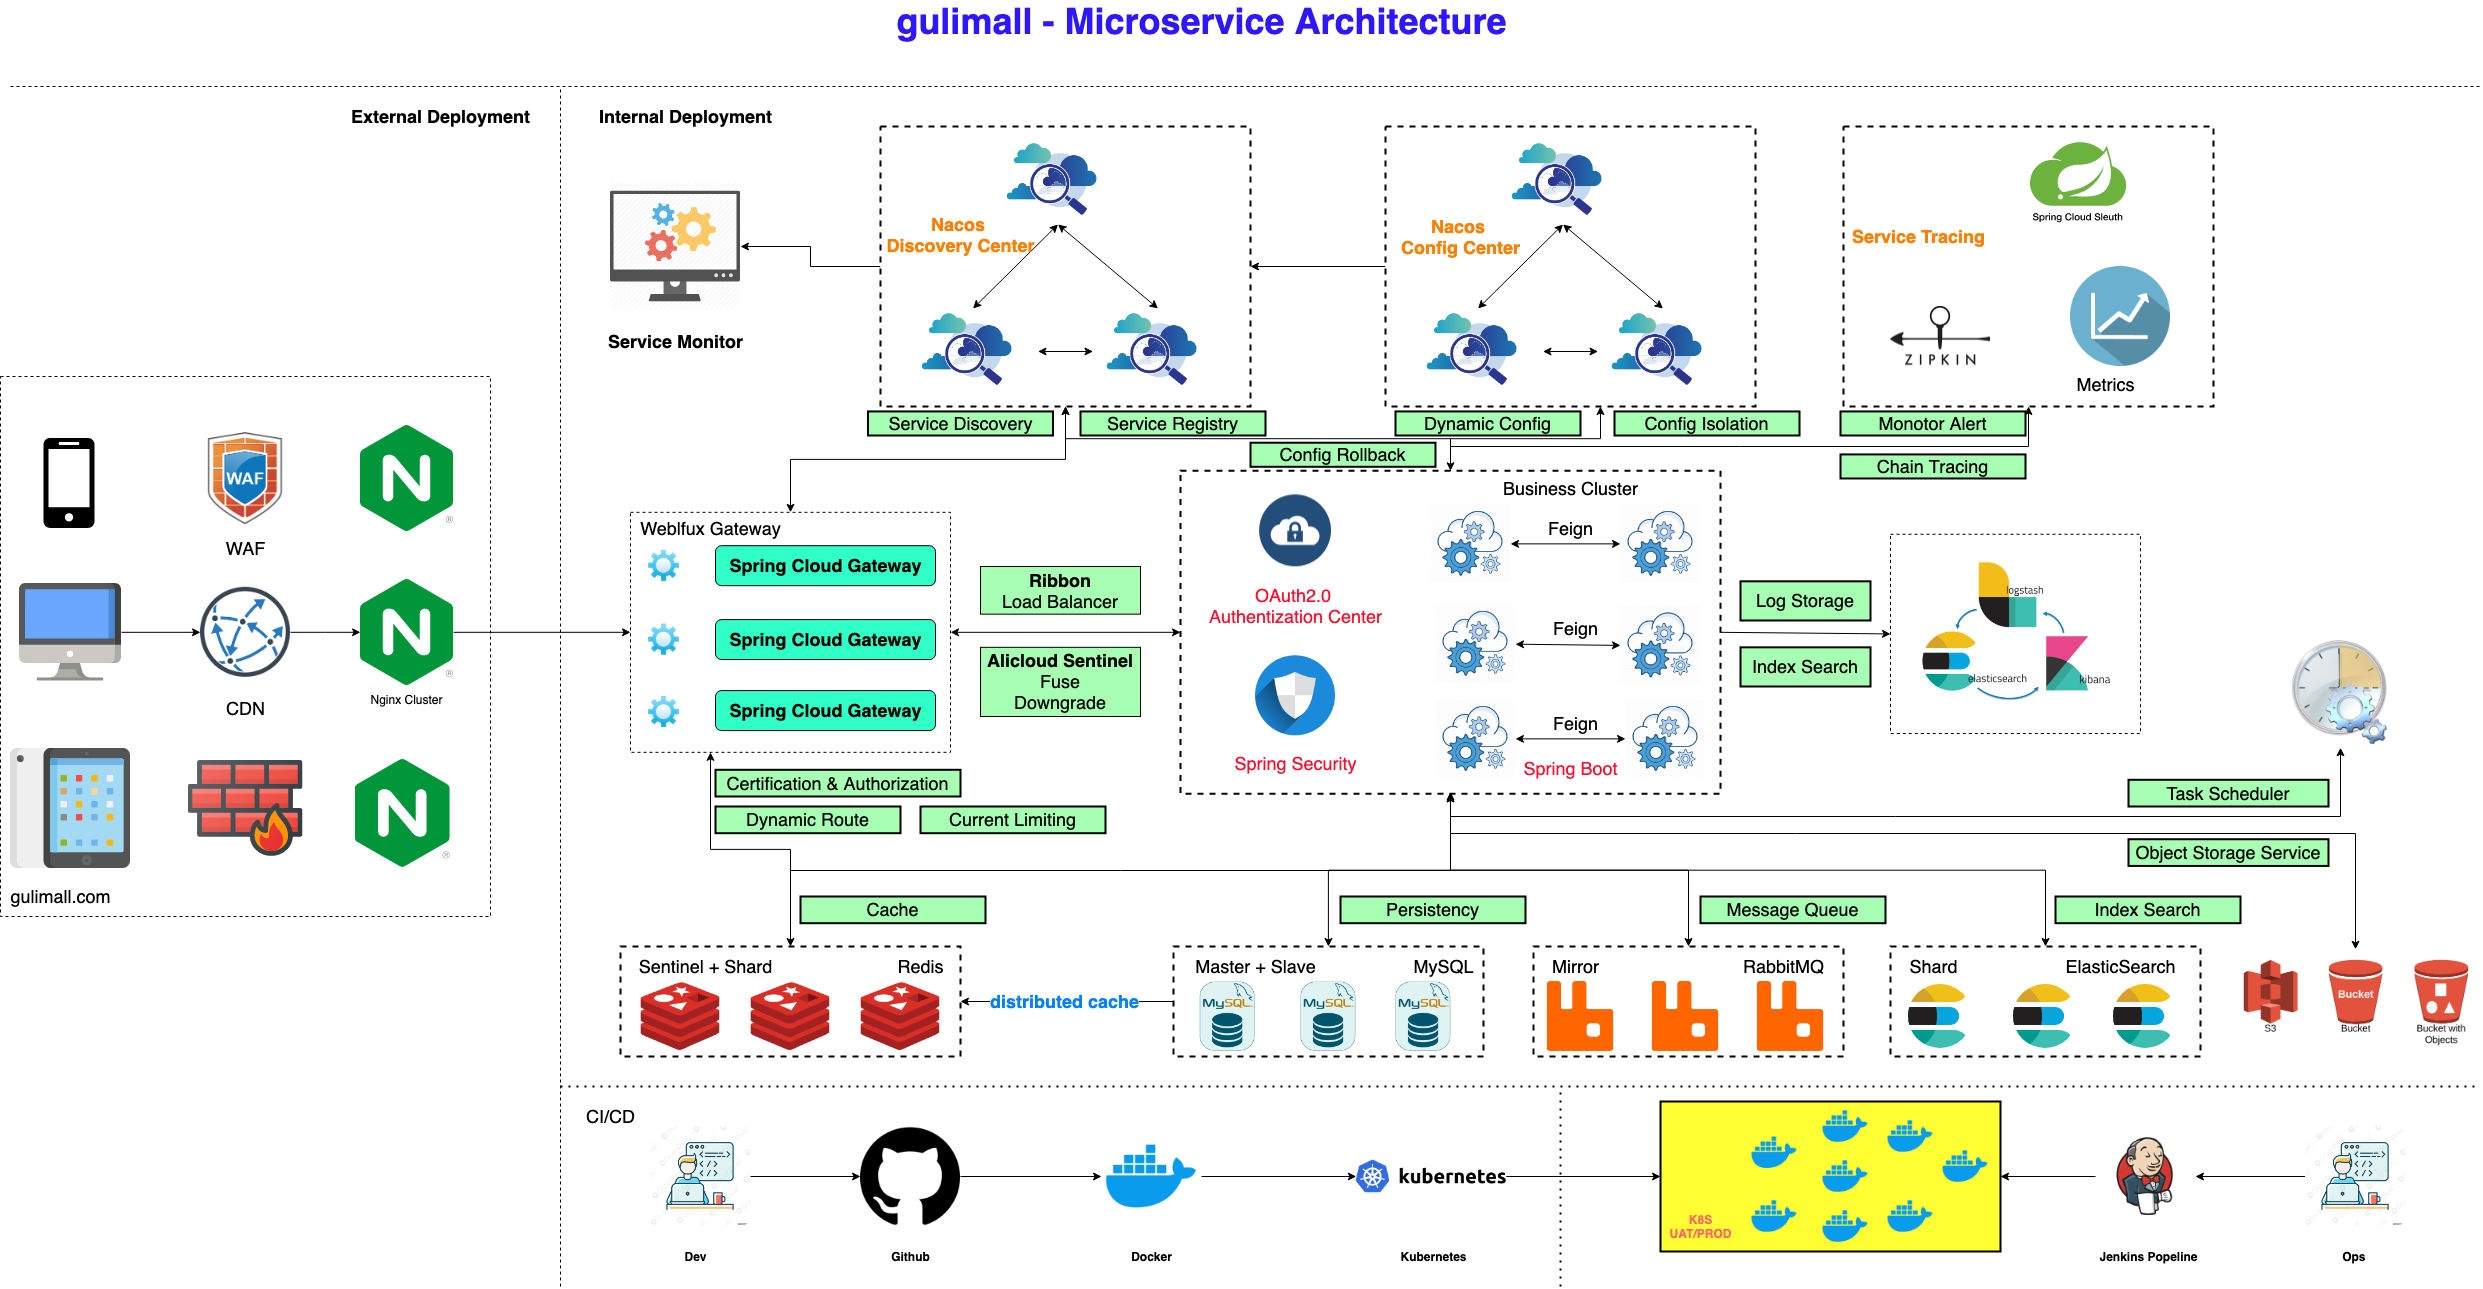 gulimall - Microservice Architecture
External Deployment
Internal Deployment
Nacos
Discovery Center
Nacos
Config Center
Service Tracing
Spring Cloud Sleuth
ZIPKIN
Metrics
Service Monitor
Service Discovery
Service Registry
Dynamic Config
Config Isolation
Monotor Alert
Config Rollback
Chain Tracing
WAF
WAF
CDN
N
®
N
®
Nginx Cluster
N
®
gulimall.com
Weblfux Gateway
Spring Cloud Gateway
Spring Cloud Gateway
Spring Cloud Gateway
Ribbon
Load Balancer
Alicloud Sentinel
Fuse
Downgrade
Business Cluster
OAuth2.0
Authentization Center
Spring Security
Feign
Feign
Feign
Spring Boot
Log Storage
Index Search
logstash
elasticsearch
kibana
Certification & Authorization
Dynamic Route
Current Limiting
Task Scheduler
Object Storage Service
Cache
Persistency
Message Queue
Index Search
Sentinel + Shard
Redis
distributed cache
Master + Slave
MySQL
MySQL
MySQL
MySQL
Mirror
RabbitMQ
Shard
ElasticSearch
S3
Bucket
Bucket
Bucket with
Objects
CI/CD
kubernetes
K8S
UAT/PROD
Dev
Github
Docker
Kubernetes
Jenkins Popeline
Ops